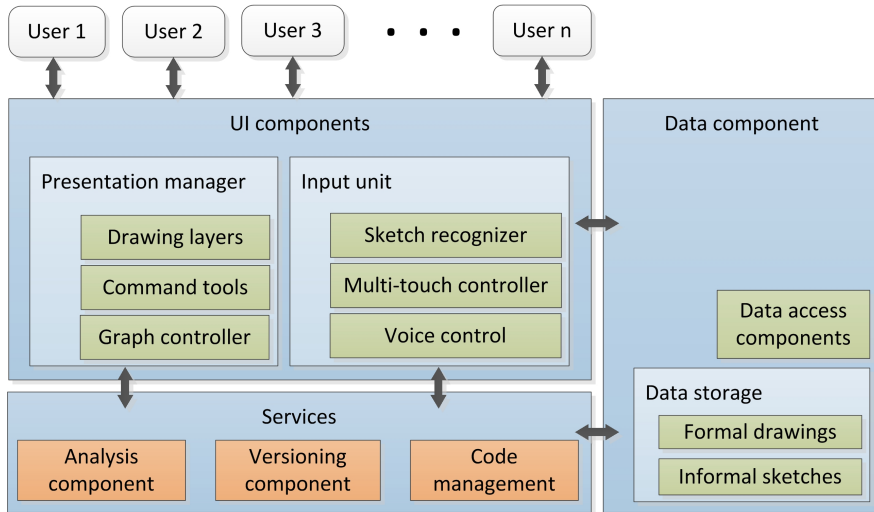 User 1
User 2
User 3
. . .
User n
UI components
Data component
Presentation manager
Input unit
Drawing layers
Command tools
Graph controller
Sketch recognizer
Multi-touch controller
Voice control
Data access
components
Data storage
Formal drawings
Informal sketches
Services
Analysis
component
Versioning
component
Code
management